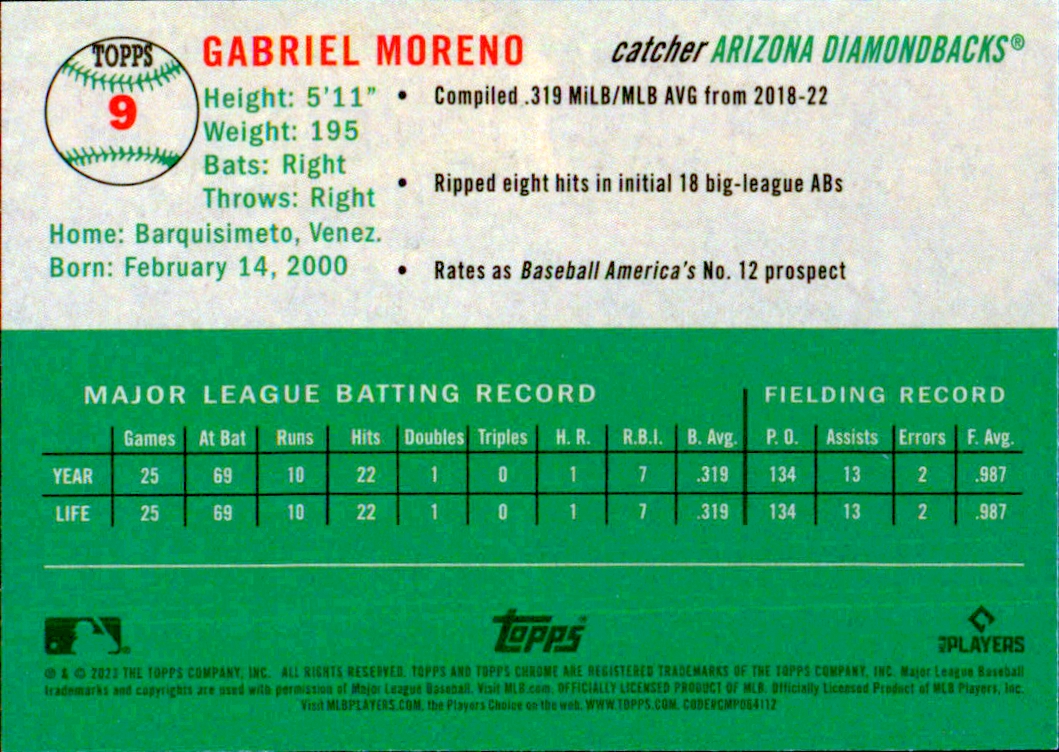 TOPPS
9
GABRIEL MORENO
catcher ARIZONA DIAMONDBACKS®
Height: 5'11"
Weight: 195
Bats: Right
Throws: Right
Home: Barquisimeto, Venez.
Born: February 14, 2000
• Compiled .319 MiLB/MLB AVG from 2018-22
• Ripped eight hits in initial 18 big-league ABs
• Rates as Baseball America's No. 12 prospect
MAJOR LEAGUE BATTING RECORD FIELDING RECORD
Games At Bat Runs Hits Doubles Triples H. R. R.B.I. B. Avg. P. O. Assists Errors F. Avg.
YEAR 25 69 10 22 1 0 1 7 .319 134 13 2 .987
LIFE 25 69 10 22 1 0 1 7 .319 134 13 2 .987
topps®
PLAYERS
® & © 2023 THE TOPPS COMPANY, INC. ALL RIGHTS RESERVED. TOPPS AND TOPPS CHROME ARE REGISTERED TRADEMARKS OF THE TOPPS COMPANY, INC. Major League Baseball
trademarks and copyrights are used with permission of Major League Baseball. Visit MLB.com. OFFICIALLY LICENSED PRODUCT OF MLB. Officially Licensed Product of MLB Players, Inc.
Visit MLBPLAYERS.COM, the Players Choice on the web. WWW.TOPPS.COM.